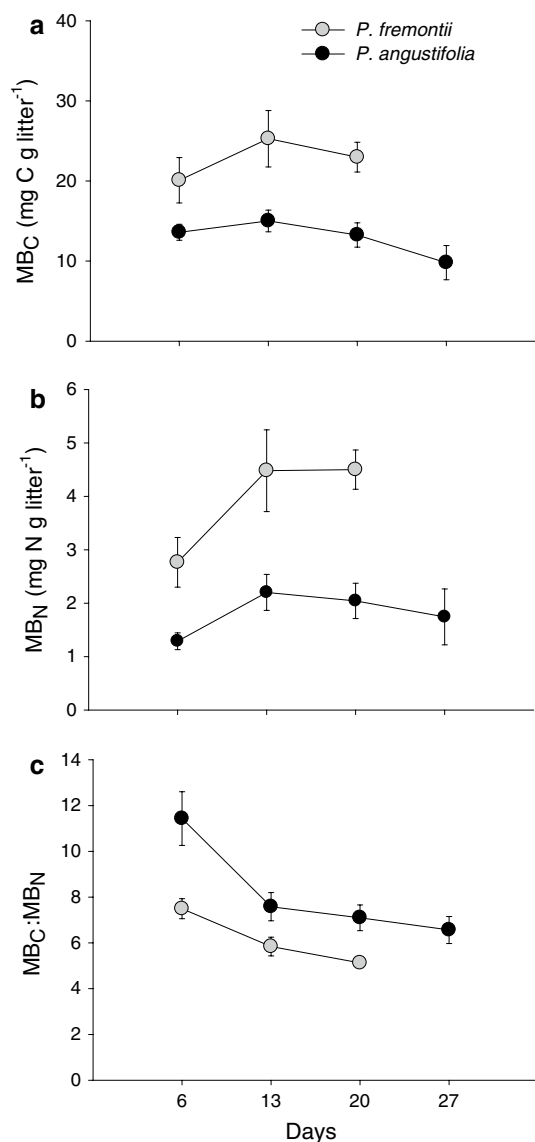 a
P. fremontii
P. angustifolia
40
30
20
10
0
MBC (mg C g litter-1)
b
6
5
4
3
2
1
0
MBN (mg N g litter-1)
c
14
12
10
8
6
4
2
0
MBC:MBN
6 13 20 27
Days